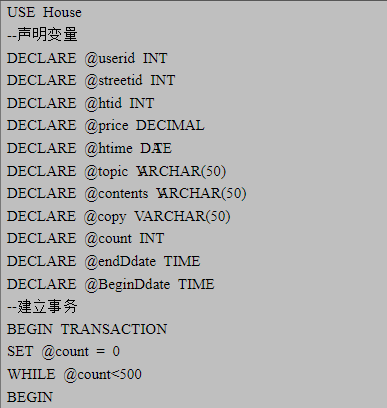 USE House
--声明变量
DECLARE @userid INT
DECLARE @streetid INT
DECLARE @htid INT
DECLARE @price DECIMAL
DECLARE @htime DATE
DECLARE @topic VARCHAR(50)
DECLARE @contents VARCHAR(50)
DECLARE @copy VARCHAR(50)
DECLARE @count INT
DECLARE @endDdate TIME
DECLARE @BeginDdate TIME
--建立事务
BEGIN TRANSACTION
SET @count = 0
WHILE @count<500
BEGIN